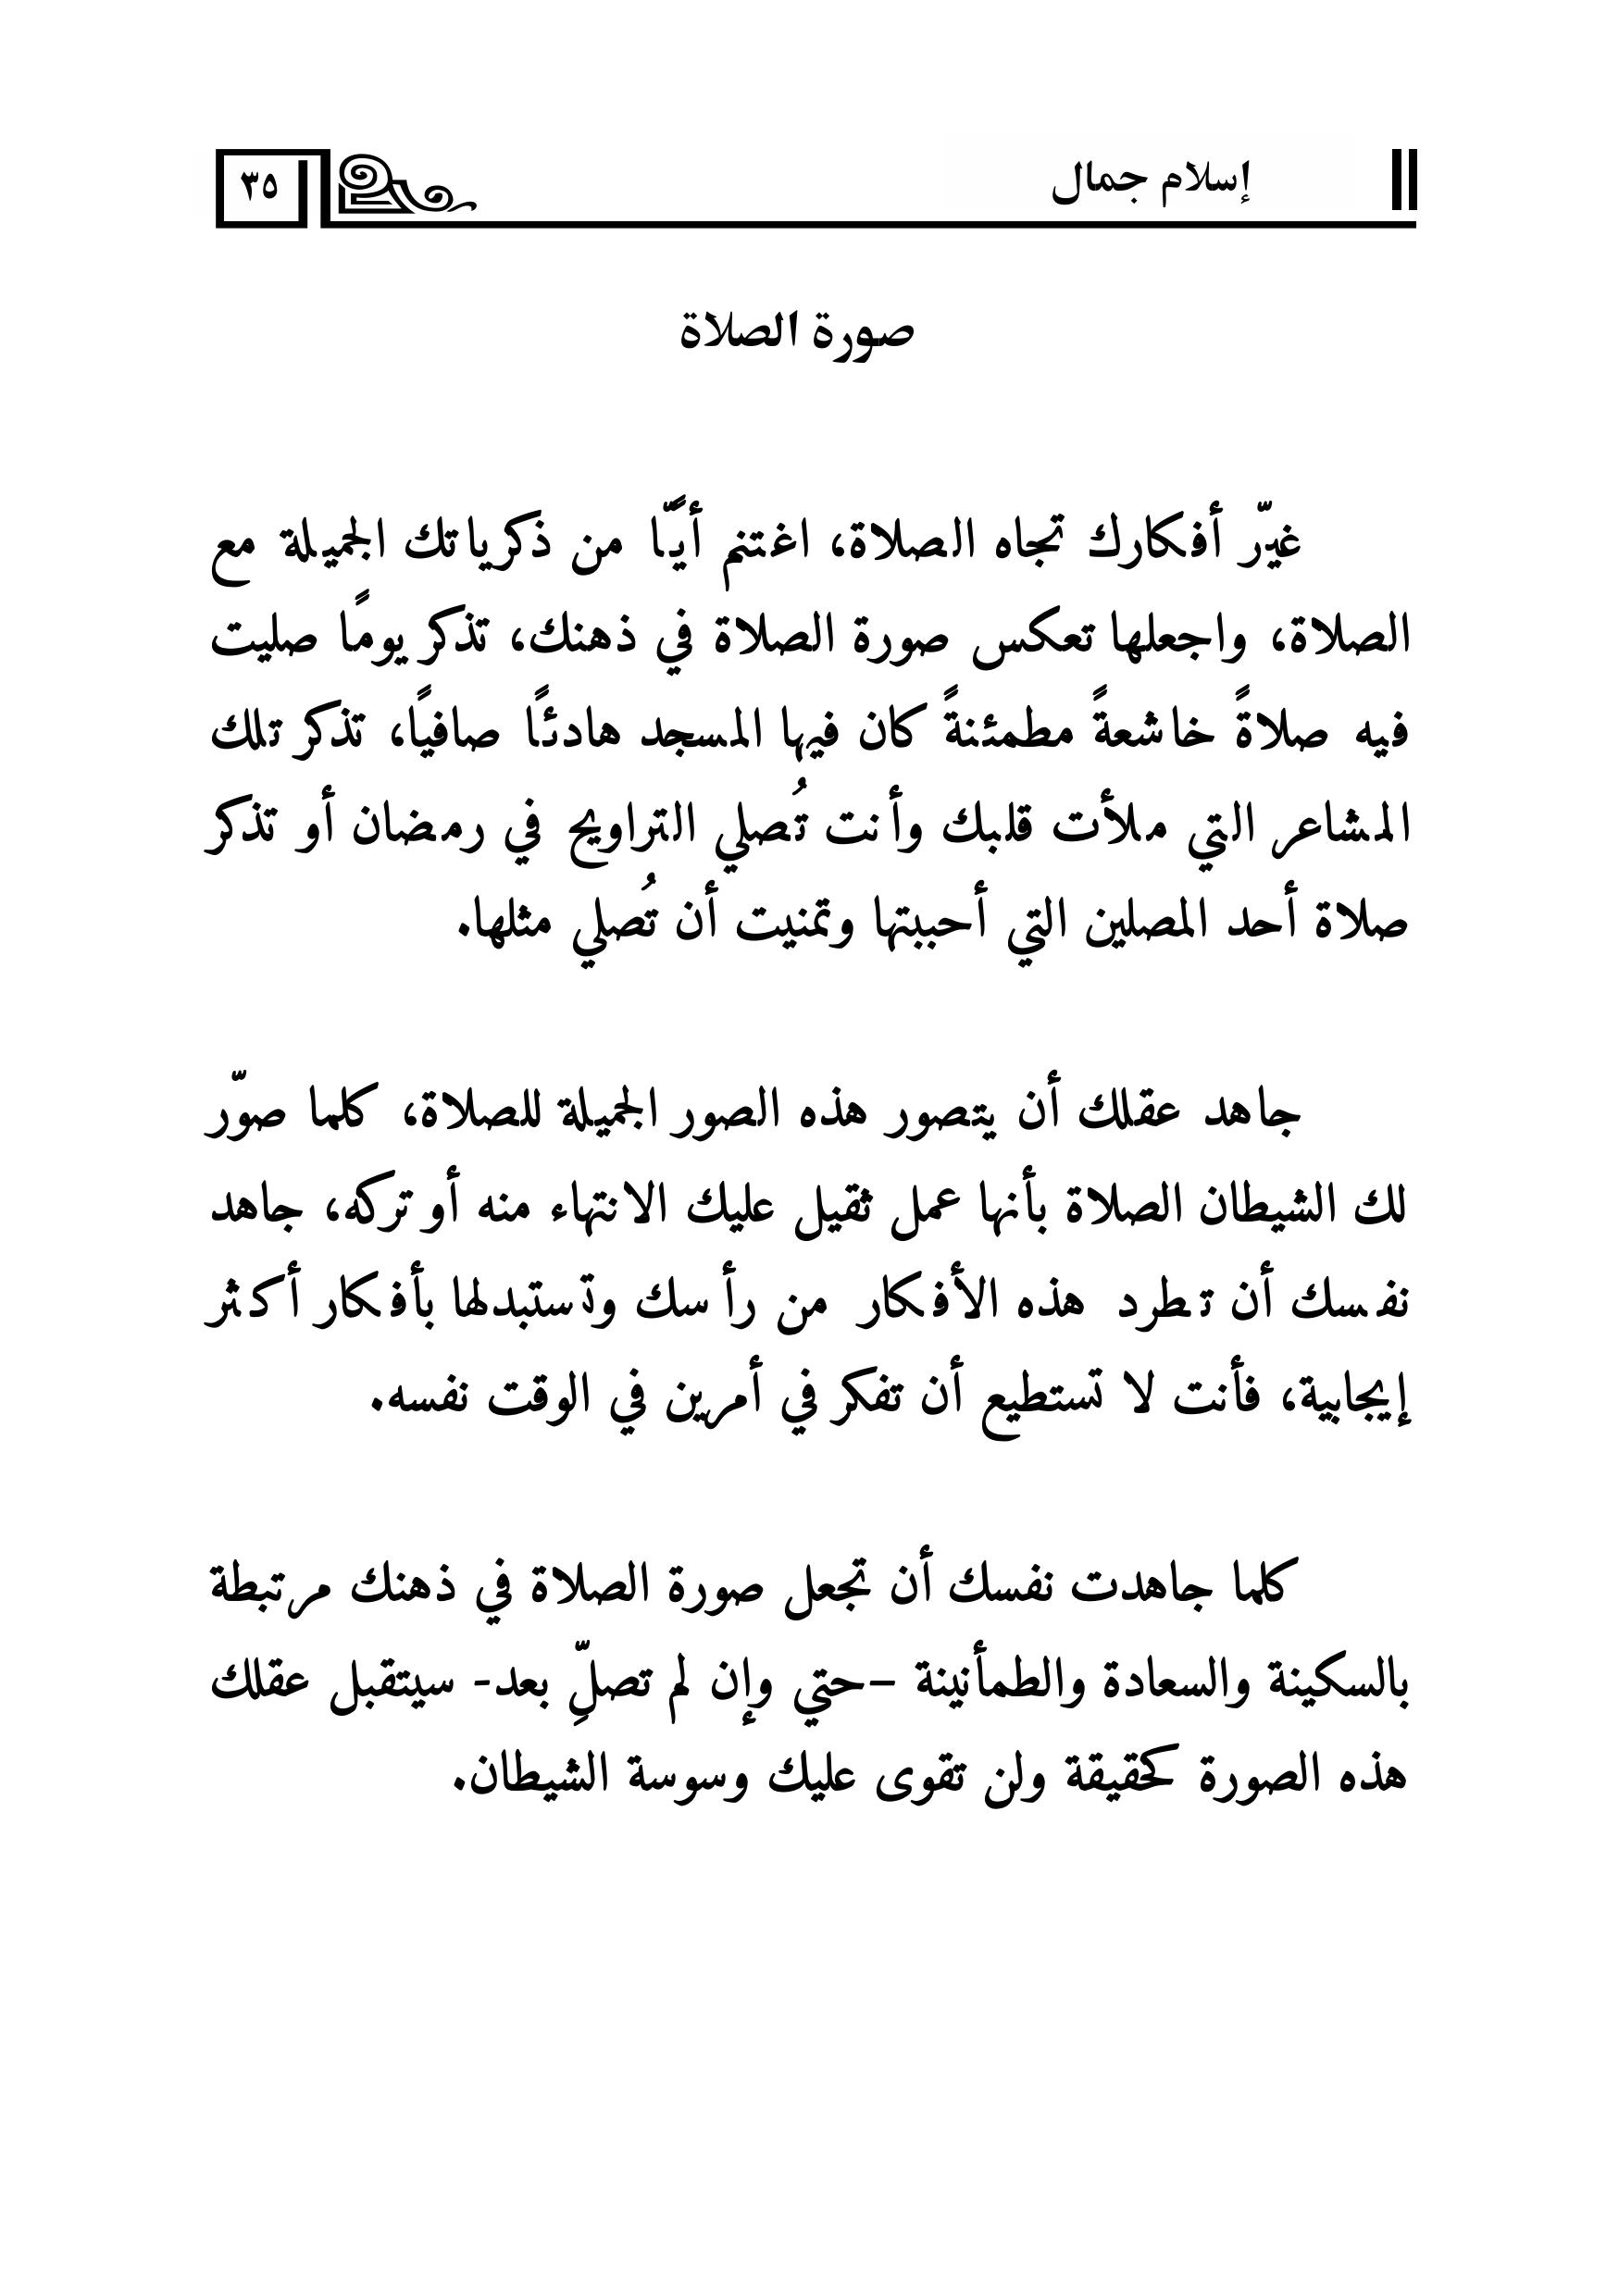 إسلام جمال
٣٥
صورة الصلاة
غيّر أفكارك تجاه الصلاة، اغتنم أيًّا من ذكرياتك الجميلة مع
الصلاة، واجعلها تعكس صورة الصلاة في ذهنك، تذكر يومًا صليت
فيه صلاةً خاشعةً مطمئنةً كان فيها المسجد هادئًا صافيًا، تذكر تلك
المشاعر التي ملأت قلبك وأنت تُصلي التراويح في رمضان أو تذكر
صلاة أحد المصلين التي أحببتها وتمنيت أن تُصلي مثلها.
جاهد عقلك أن يتصور هذه الصور الجميلة للصلاة، كلما صوّر
لك الشيطان الصلاة بأنها عمل ثقيل عليك الانتهاء منه أو تركه، جاهد
نفسك أن تطرد هذه الأفكار من رأسك وتستبدلها بأفكار أكثر
إيجابية، فأنت لا تستطيع أن تفكر في أمرين في الوقت نفسه.
كلما جاهدت نفسك أن تجعل صورة الصلاة في ذهنك مرتبطة
بالسكينة والسعادة والطمأنينة –حتي وإن لم تصلِّ بعد- سيتقبل عقلك
هذه الصورة كحقيقة ولن تقوى عليك وسوسة الشيطان.